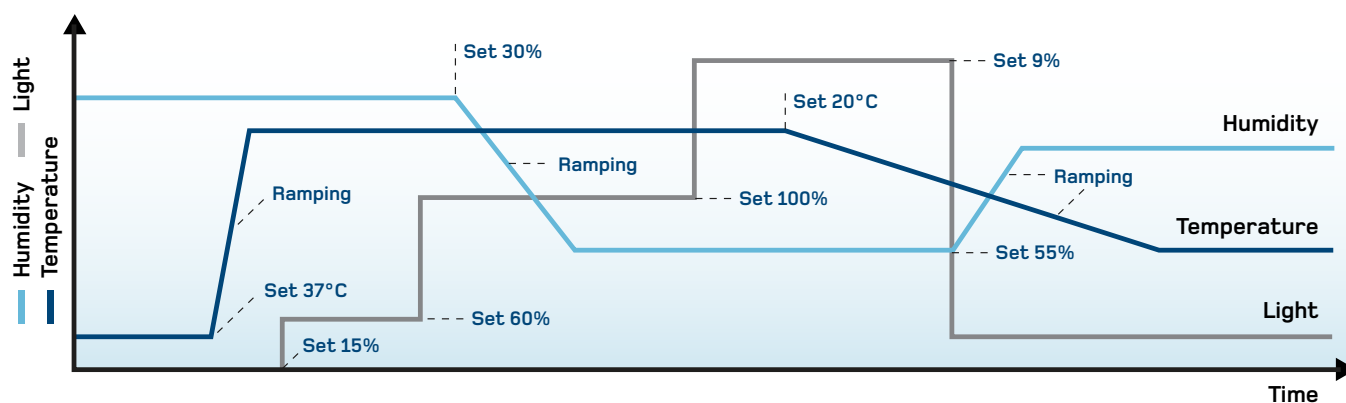 Light
Humidity
Temperature
Set 30%
Set 9%
Set 20°C
Humidity
Ramping
Ramping
Ramping
Set 100%
Temperature
Set 55%
Set 37°C
Light
Set 60%
Set 15%
Time